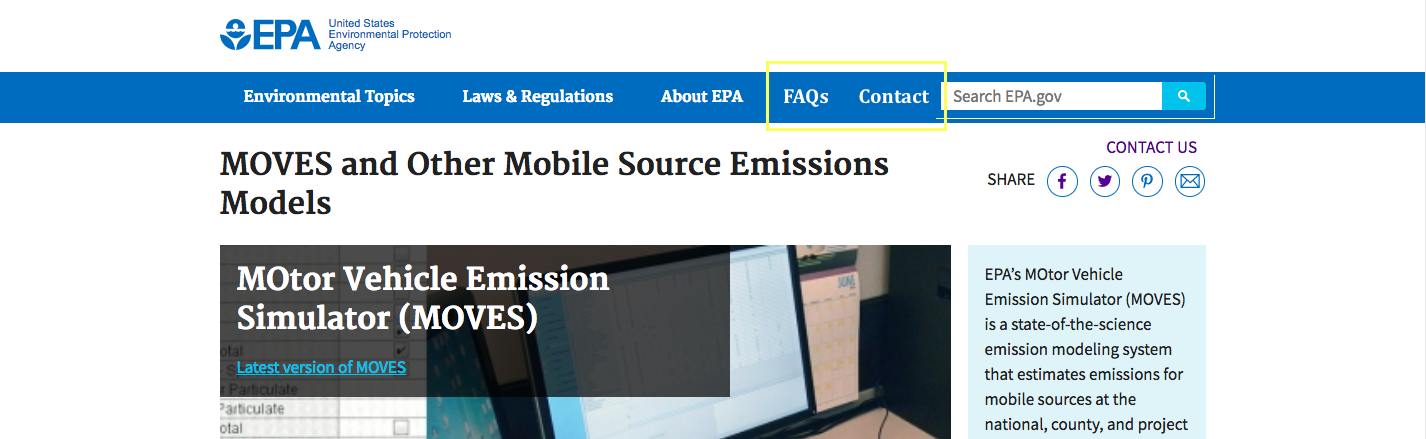 EPA
United States
Environmental Protection
Agency
Environmental Topics
Laws & Regulations
About EPA
FAQs
Contact
Search EPA.gov
CONTACT US
SHARE
MOVES and Other Mobile Source Emissions
Models
MOtor Vehicle Emission
Simulator (MOVES)
Latest version of MOVES
otal
Particulate
Particulate
otal
EPA's MOtor Vehicle
Emission Simulator (MOVES)
is a state-of-the-science
emission modeling system
that estimates emissions for
mobile sources at the
national, county, and project